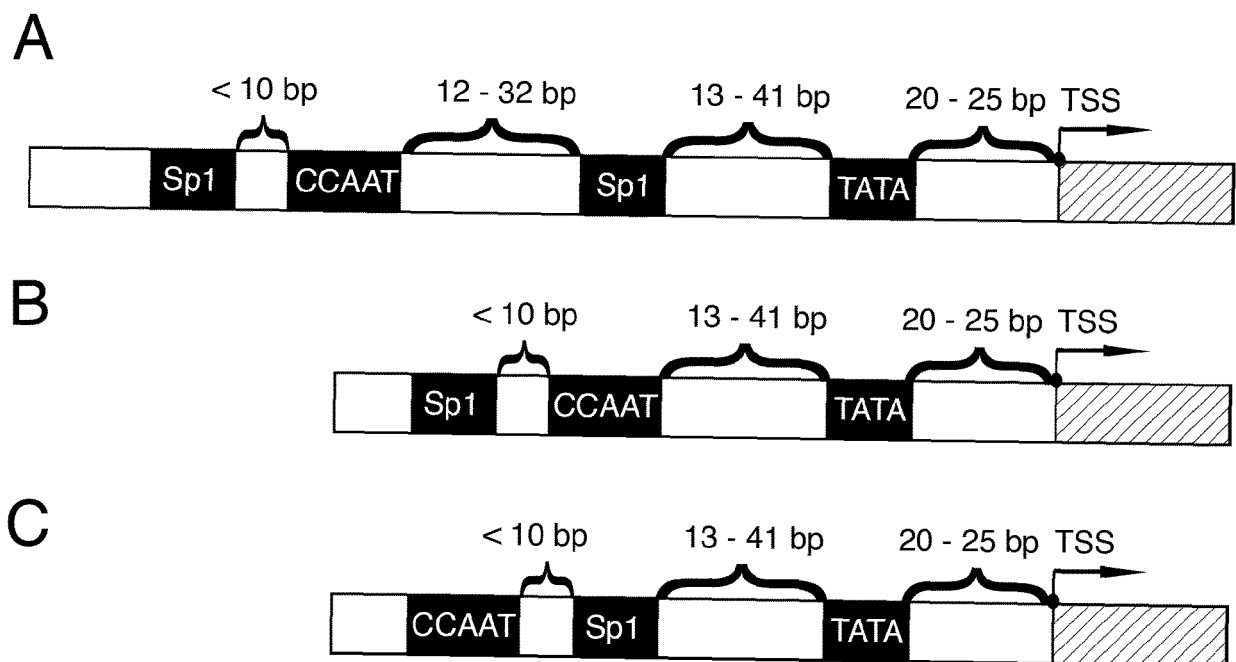 A
< 10 bp 12 - 32 bp 13 - 41 bp 20 - 25 bp TSS
Sp1 CCAAT Sp1 TATA
B
< 10 bp 13 - 41 bp 20 - 25 bp TSS
Sp1 CCAAT TATA
C
< 10 bp 13 - 41 bp 20 - 25 bp TSS
CCAAT Sp1 TATA